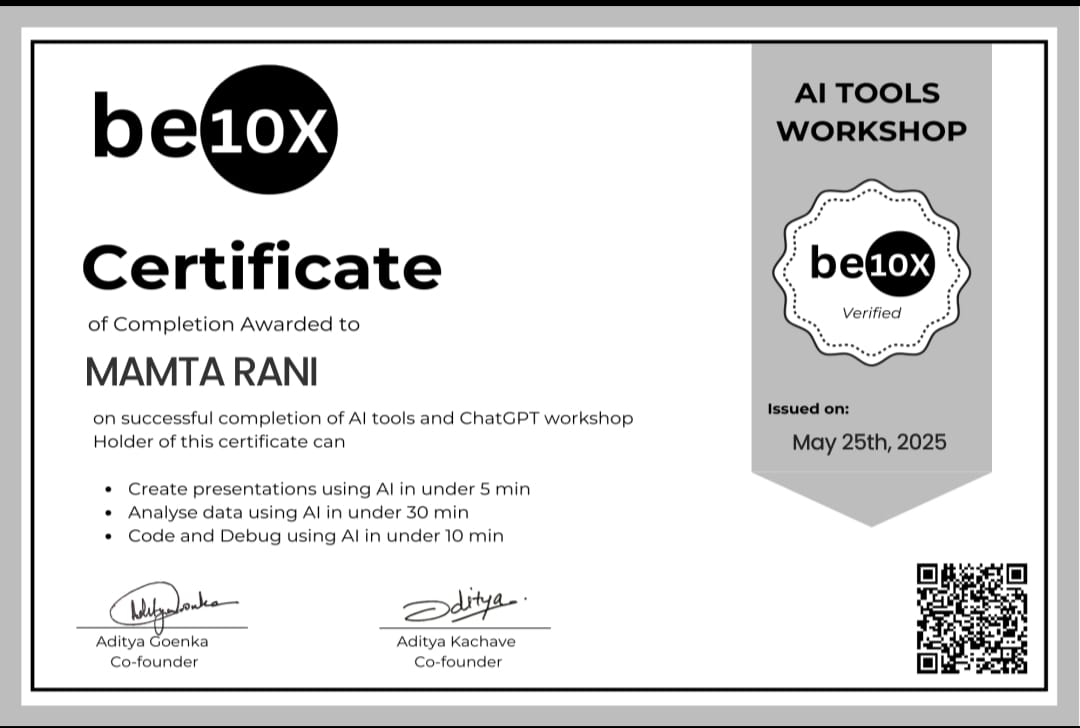 be10x
Certificate
of Completion Awarded to
MAMTA RANI
on successful completion of AI tools and ChatGPT workshop
Holder of this certificate can
• Create presentations using AI in under 5 min
• Analyse data using AI in under 30 min
• Code and Debug using AI in under 10 min
Aditya Goenka
Co-founder
Aditya.
Aditya Kachave
Co-founder
AI TOOLS
WORKSHOP
be10x
Verified
Issued on:
May 25th, 2025